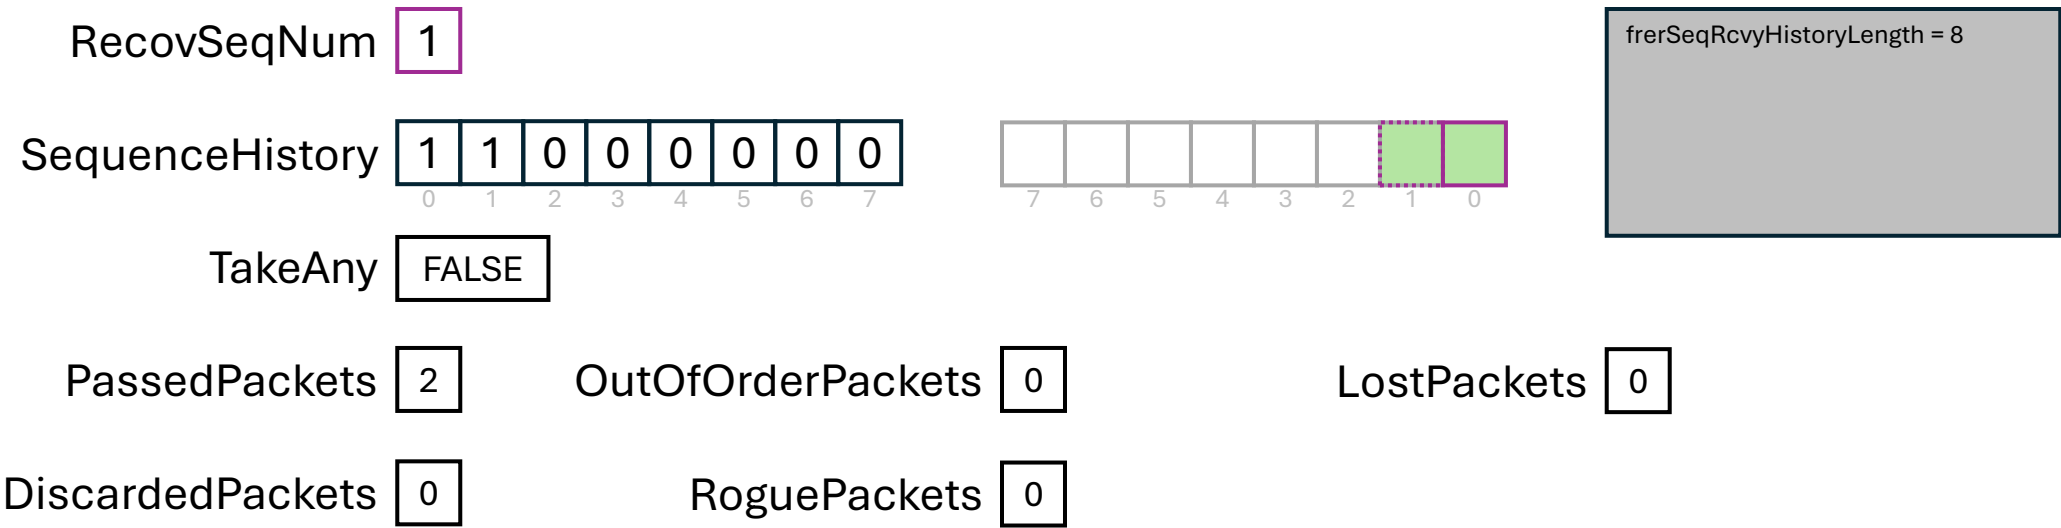 RecovSeqNum 1
frerSeqRcvyHistoryLength = 8
SequenceHistory 1 1 0 0 0 0 0 0
0 1 2 3 4 5 6 7
7 6 5 4 3 2 1 0
TakeAny FALSE
PassedPackets 2 OutOfOrderPackets 0 LostPackets 0
DiscardedPackets 0 RoguePackets 0